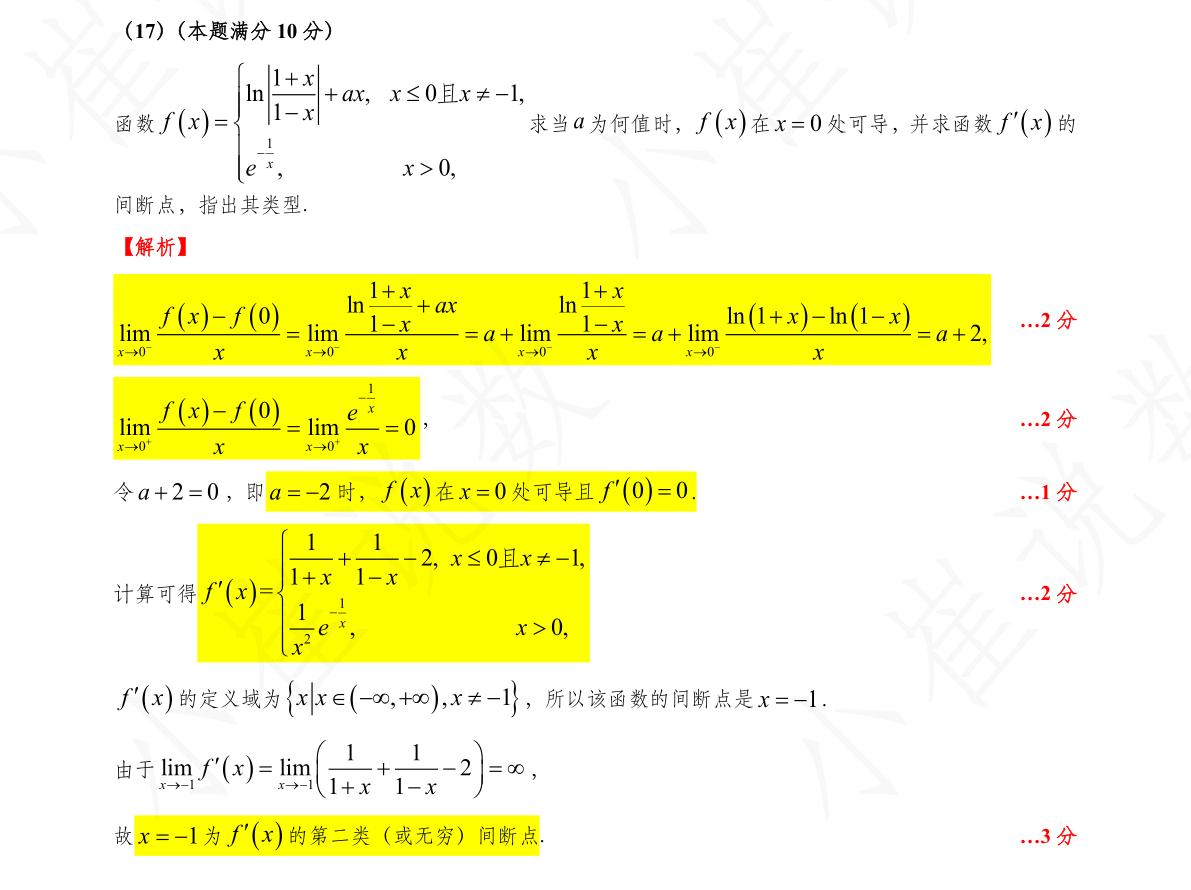 （17）（本题满分 10 分）
函数 f(x) = { ln|(1+x)/(1−x)| + ax, x ≤ 0且x ≠ −1, e^(−1/x), x > 0, 求当 a 为何值时，f(x) 在 x = 0 处可导，并求函数 f′(x) 的
间断点，指出其类型.
【解析】
lim_{x→0⁻} (f(x)−f(0))/x = lim_{x→0⁻} (ln((1+x)/(1−x)) + ax)/x = a + lim_{x→0⁻} (ln((1+x)/(1−x)))/x = a + lim_{x→0⁻} (ln(1+x)−ln(1−x))/x = a + 2, …2 分
lim_{x→0⁺} (f(x)−f(0))/x = lim_{x→0⁺} e^(−1/x)/x = 0， …2 分
令 a + 2 = 0，即 a = −2 时，f(x) 在 x = 0 处可导且 f′(0) = 0. …1 分
计算可得 f′(x) = { 1/(1+x) + 1/(1−x) − 2, x ≤ 0且x ≠ −1, (1/x²)e^(−1/x), x > 0, …2 分
f′(x) 的定义域为 {x|x ∈ (−∞,+∞), x ≠ −1}，所以该函数的间断点是 x = −1.
由于 lim_{x→−1} f′(x) = lim_{x→−1} (1/(1+x) + 1/(1−x) − 2) = ∞，
故 x = −1 为 f′(x) 的第二类（或无穷）间断点. …3 分
小崔说数